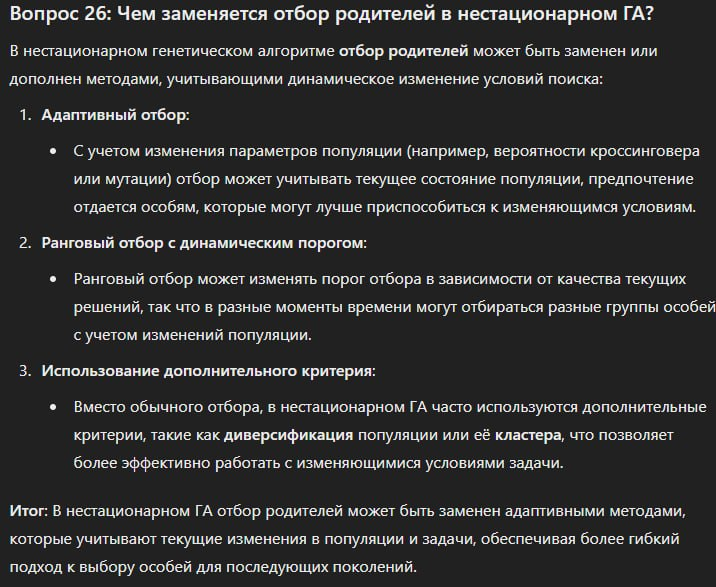 Вопрос 26: Чем заменяется отбор родителей в нестационарном ГА?
В нестационарном генетическом алгоритме отбор родителей может быть заменен или
дополнен методами, учитывающими динамическое изменение условий поиска:
1. Адаптивный отбор:
• С учетом изменения параметров популяции (например, вероятности кроссинговера
или мутации) отбор может учитывать текущее состояние популяции, предпочтение
отдается особям, которые могут лучше приспособиться к изменяющимся условиям.
2. Ранговый отбор с динамическим порогом:
• Ранговый отбор может изменять порог отбора в зависимости от качества текущих
решений, так что в разные моменты времени могут отбираться разные группы особей
с учетом изменений популяции.
3. Использование дополнительного критерия:
• Вместо обычного отбора, в нестационарном ГА часто используются дополнительные
критерии, такие как диверсификация популяции или её кластера, что позволяет
более эффективно работать с изменяющимися условиями задачи.
Итог: В нестационарном ГА отбор родителей может быть заменен адаптивными методами,
которые учитывают текущие изменения в популяции и задачи, обеспечивая более гибкий
подход к выбору особей для последующих поколений.